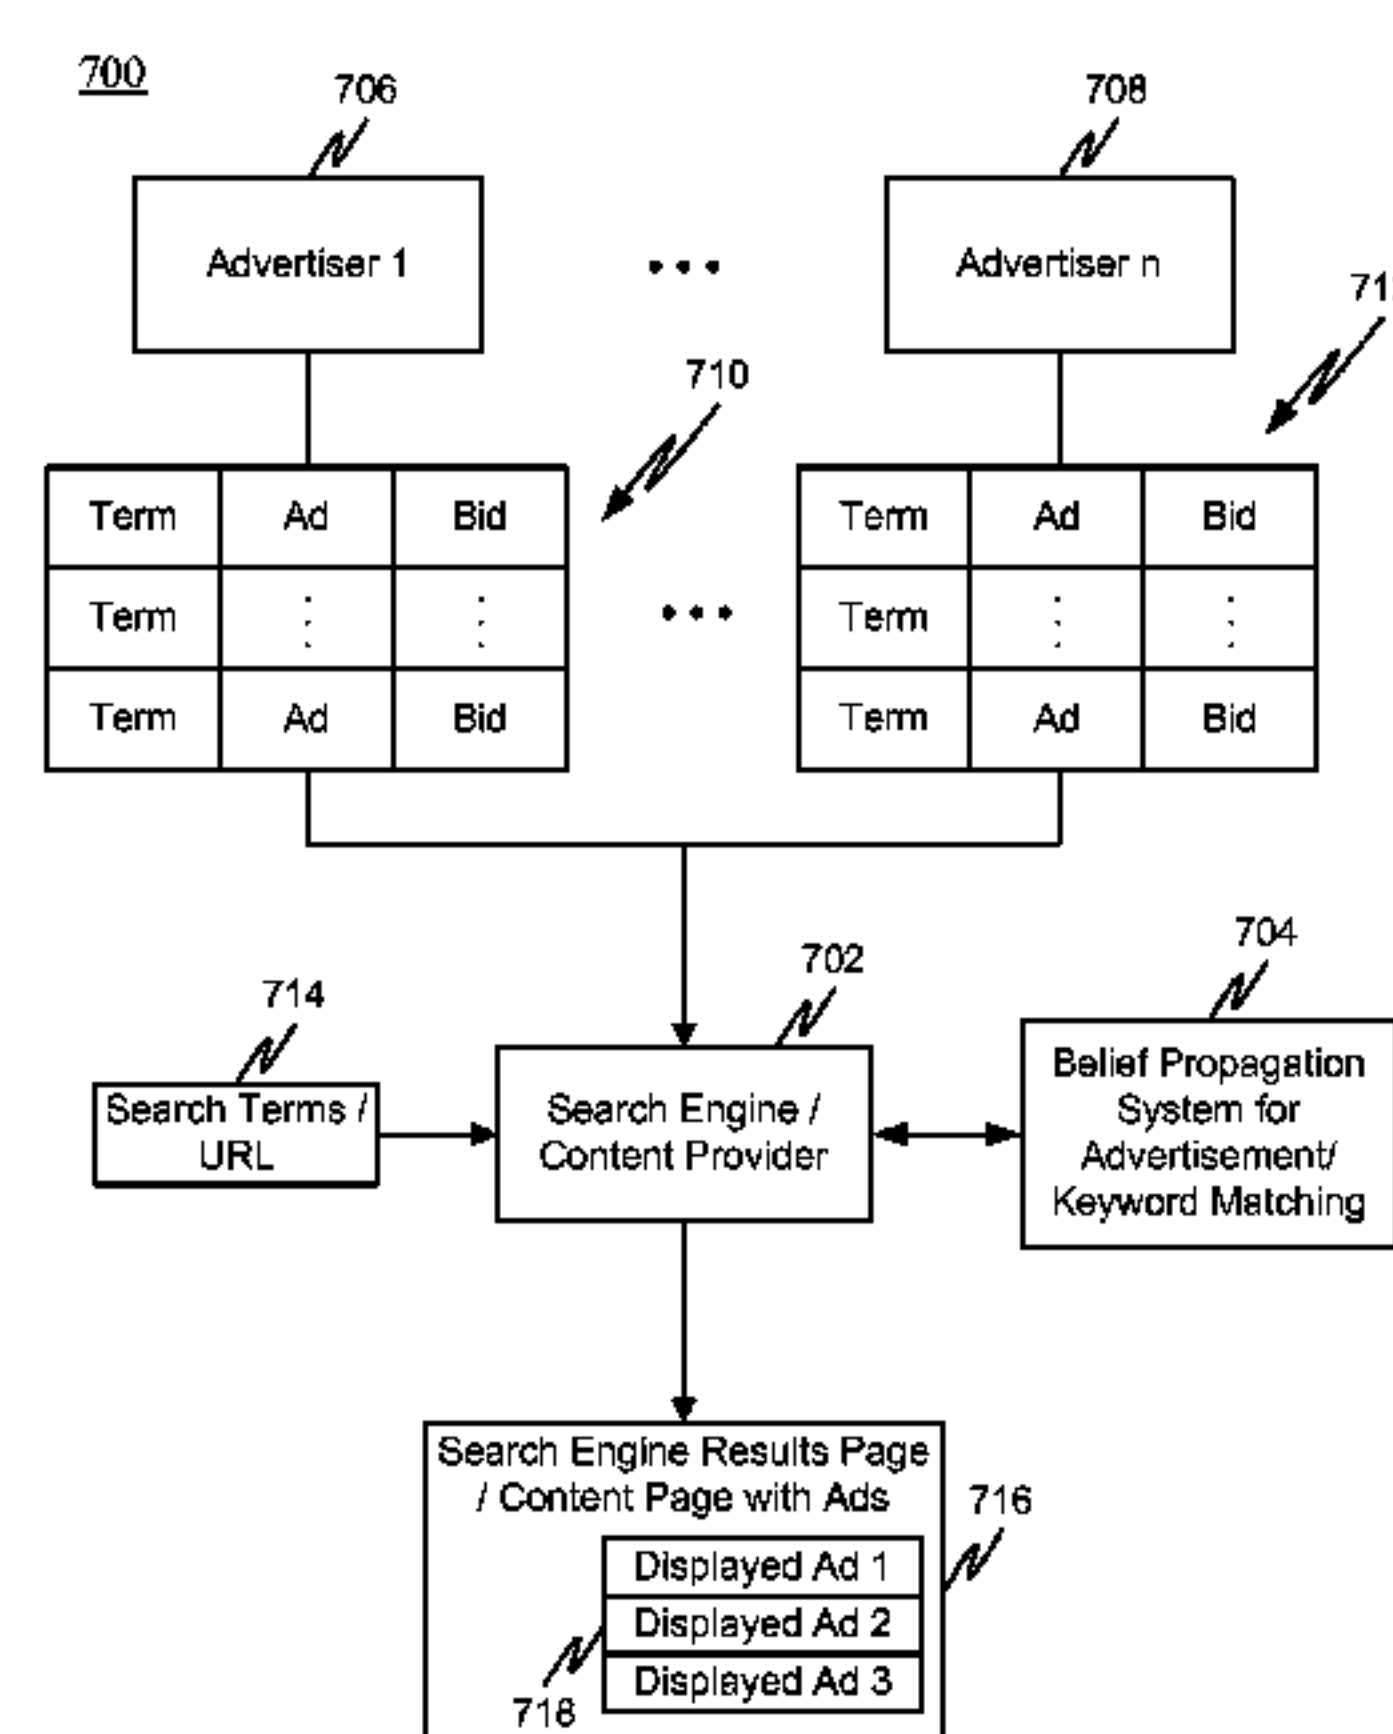 700
706
708
Advertiser 1
Advertiser n
710
Term Ad Bid
Term
Term Ad Bid
Term Ad Bid
Term
Term Ad Bid
702
704
714
Search Terms /
URL
Search Engine /
Content Provider
Belief Propagation
System for
Advertisement/
Keyword Matching
Search Engine Results Page
/ Content Page with Ads
716
Displayed Ad 1
Displayed Ad 2
Displayed Ad 3
718